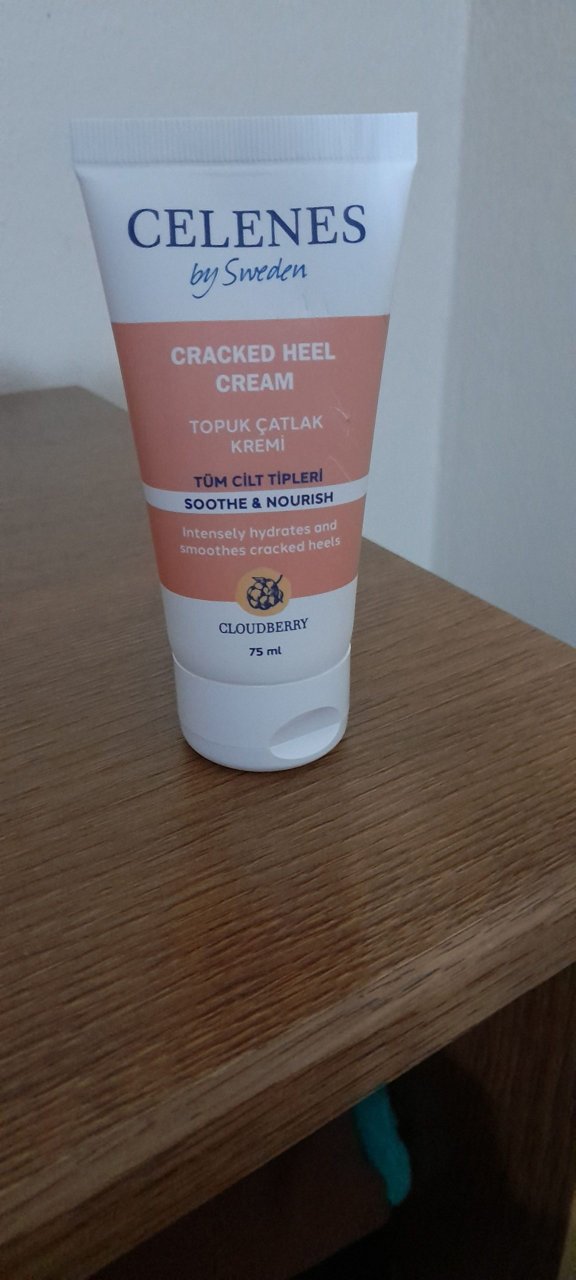 CELENES
by Sweden
CRACKED HEEL
CREAM
TOPUK ÇATLAK
KREMİ
TÜM CİLT TİPLERİ
SOOTHE & NOURISH
Intensely hydrates and
smoothes cracked heels
CLOUDBERRY
75 ml